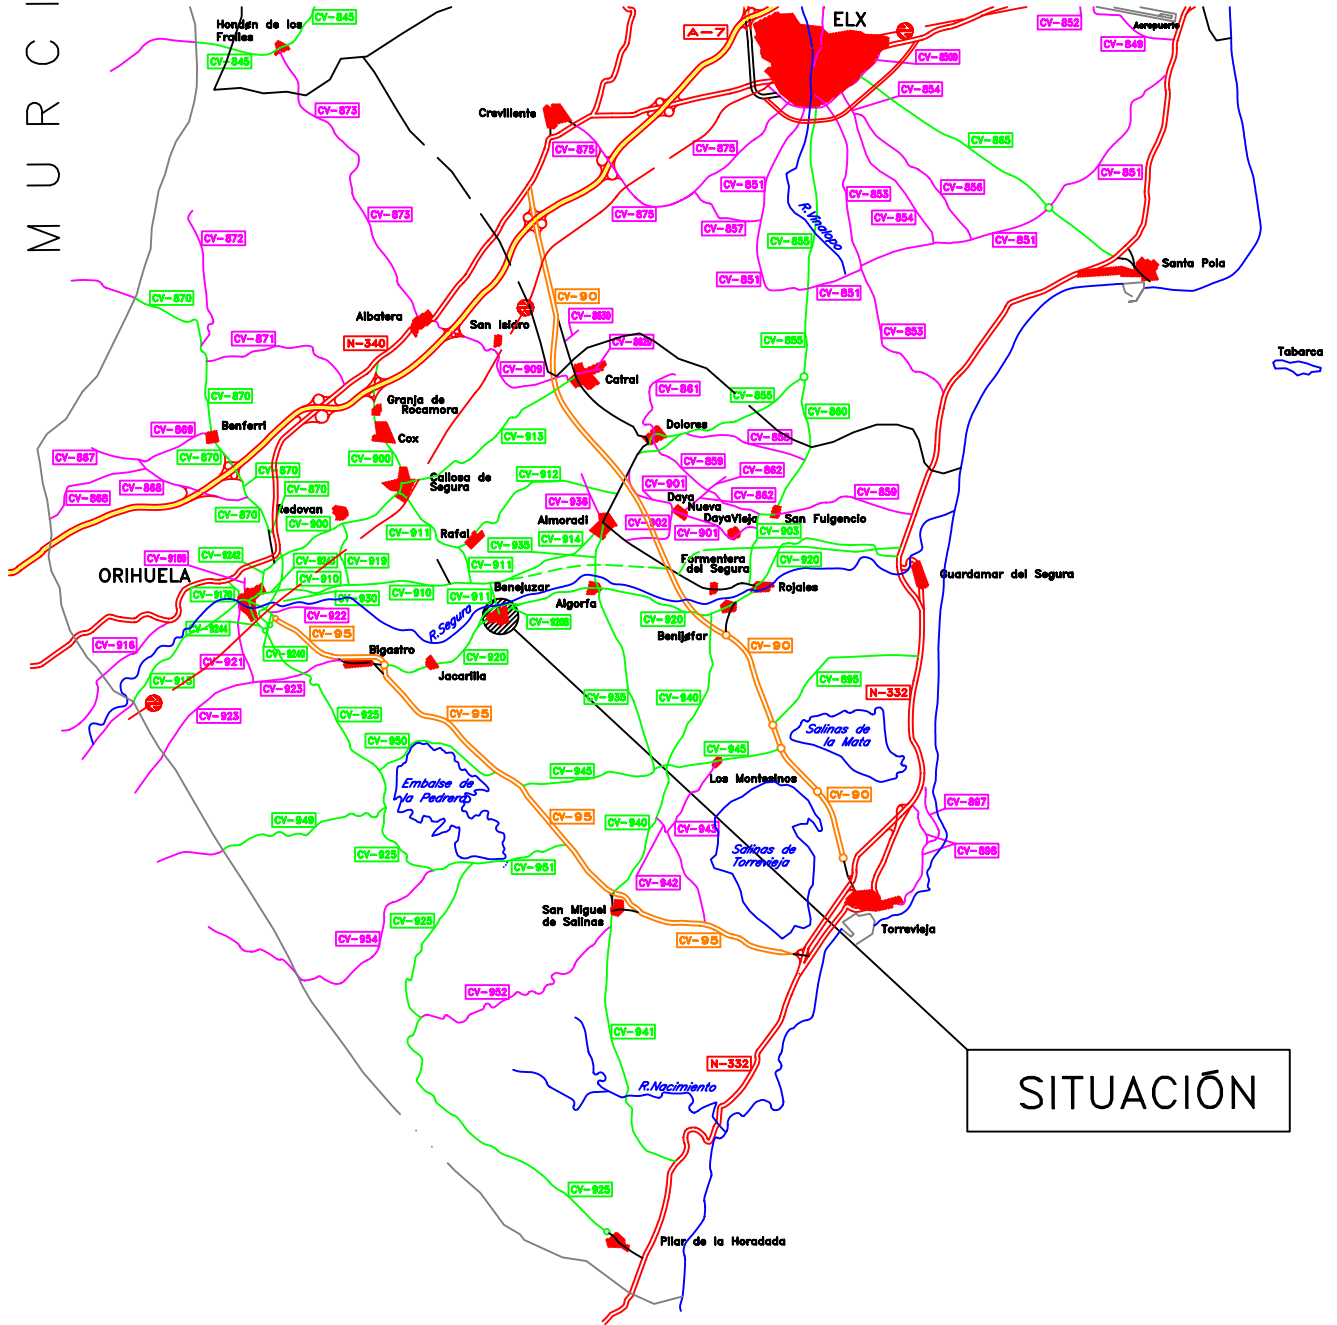 MURCI
CV-845
Hondon de los
Frailes
CV-845
ELX
A-7
CV-852
Aeropuerto
CV-849
CV-854
CV-873
Crevillente
CV-875
CV-875
CV-865
CV-851
CV-851
CV-853
CV-856
CV-873
CV-875
CV-854
CV-857
R.Vinalopo
CV-872
CV-855
CV-851
Santa Pola
CV-851
CV-851
CV-870
CV-90
Albatera
San Isidro
CV-853
N-340
CV-871
CV-855
Tabarca
CV-909
Catral
CV-861
CV-870
CV-855
Granja de
Rocamora
CV-860
Benferri
CV-869
Dolores
Cox
CV-913
CV-867
CV-870
CV-900
CV-859
CV-862
CV-870
CV-912
Callosa de
Segura
CV-901
CV-868
CV-868
CV-870
CV-936
Daya
Nueva
CV-862
CV-859
CV-870
Redovan
DayaVieja
San Fulgencio
Almoradi
CV-902
CV-900
CV-911
Rafal
CV-914
CV-901
CV-903
CV-935
CV-9242
CV-919
CV-911
Formentera
del Segura
CV-920
ORIHUELA
CV-910
Guardamar del Segura
CV-910
Benejuzar
CV-911
Rojales
CV-930
Algorfa
CV-922
R.Segura
CV-920
CV-9244
CV-95
Benijofar
CV-916
CV-90
CV-9240
Bigastro
CV-920
CV-921
Jacarilla
CV-895
CV-923
N-332
CV-935
CV-940
CV-923
CV-925
CV-95
Salinas de
la Mata
CV-950
CV-945
CV-945
Los Montesinos
Embalse de
la Pedrera
CV-90
CV-897
CV-949
CV-95
CV-940
CV-943
CV-925
Salinas de
Torrevieja
CV-896
CV-951
CV-942
San Miguel
de Salinas
CV-925
Torrevieja
CV-954
CV-95
CV-952
CV-941
N-332
R.Nacimiento
SITUACIÓN
CV-925
Pilar de la Horadada